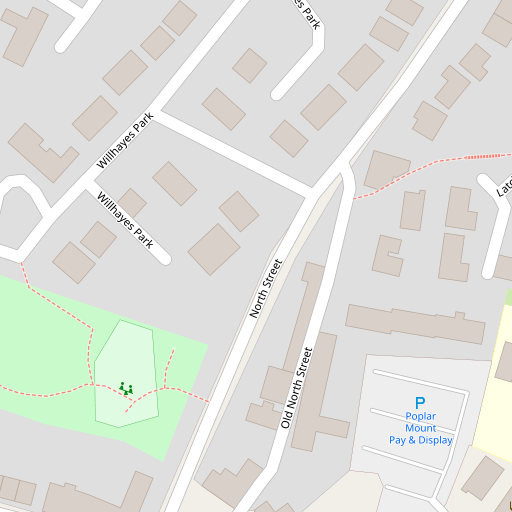 Willhayes Park
Willhayes Park
North Street
Old North Street
P
Poplar
Mount
Pay & Display